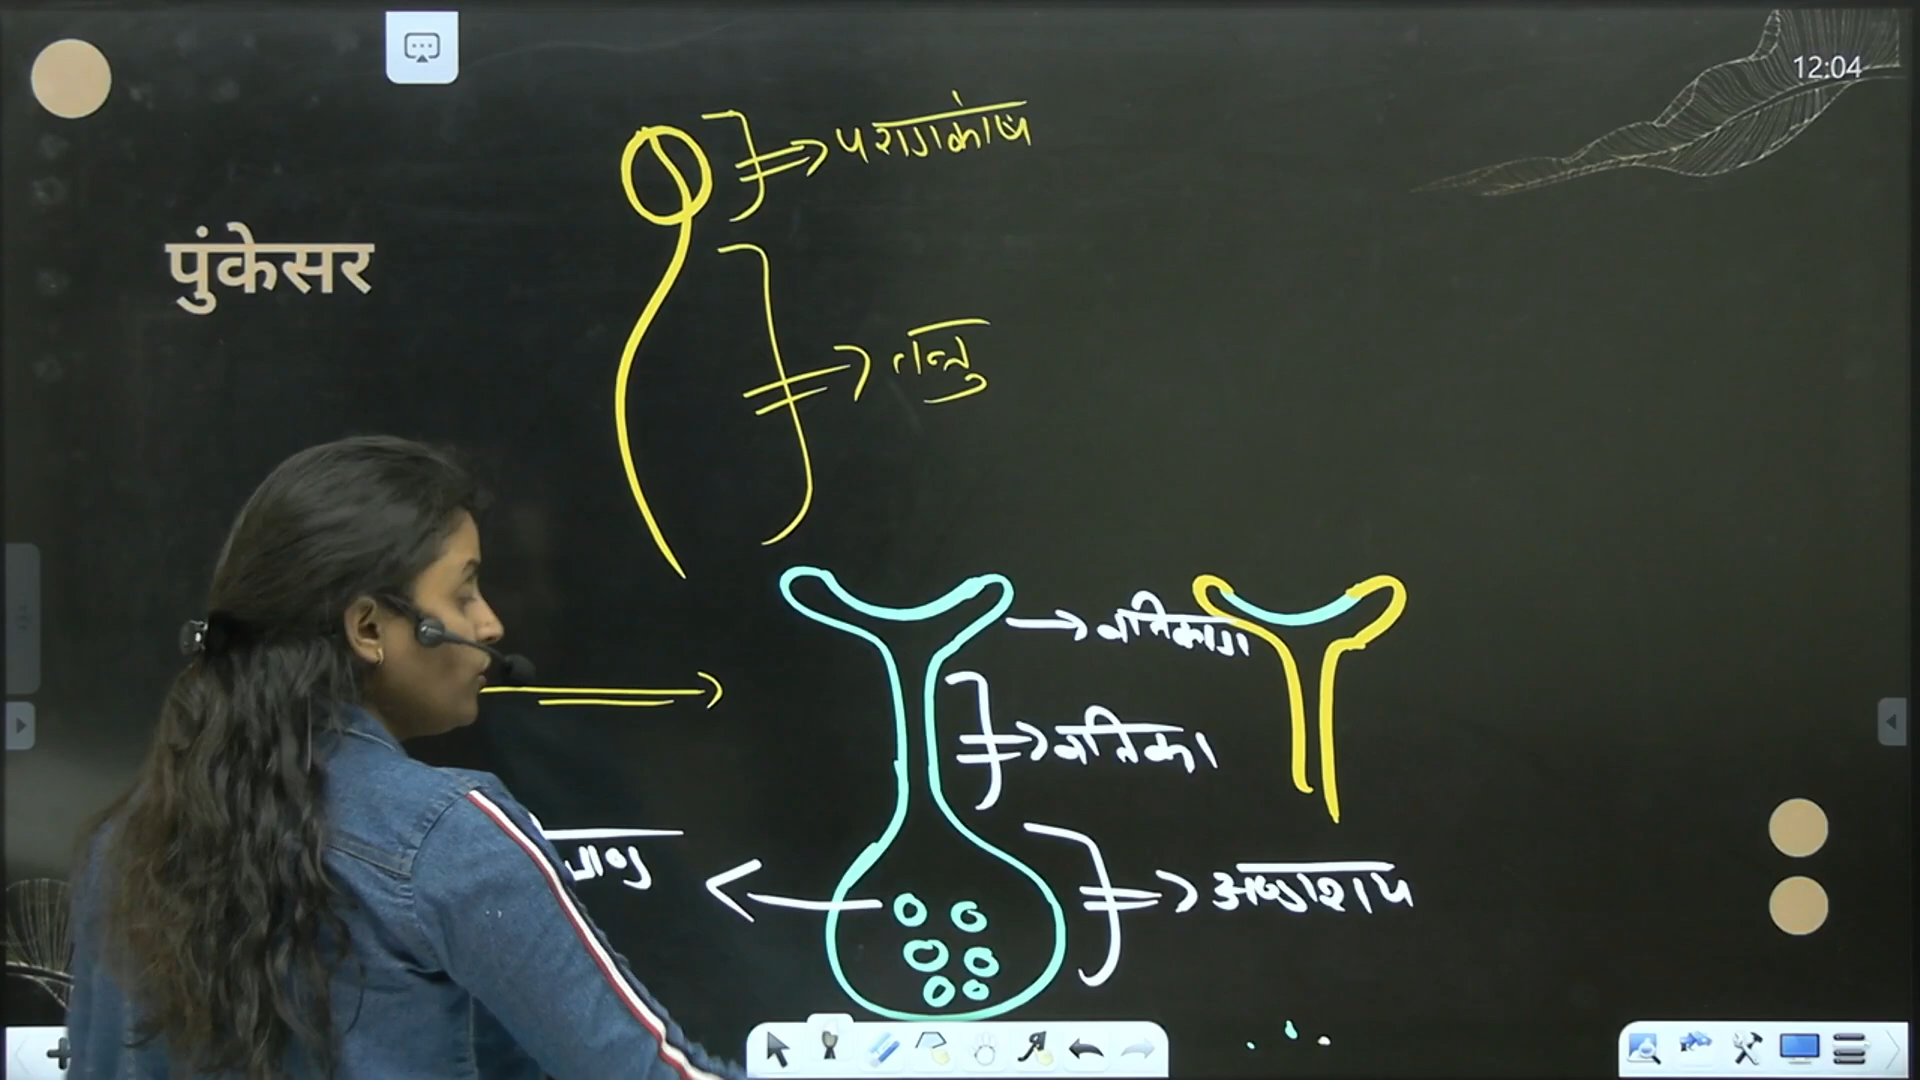 12:04
परागकोष
पुंकेसर
तन्तु
वर्तिकाग्र
वर्तिका
अण्डाशय